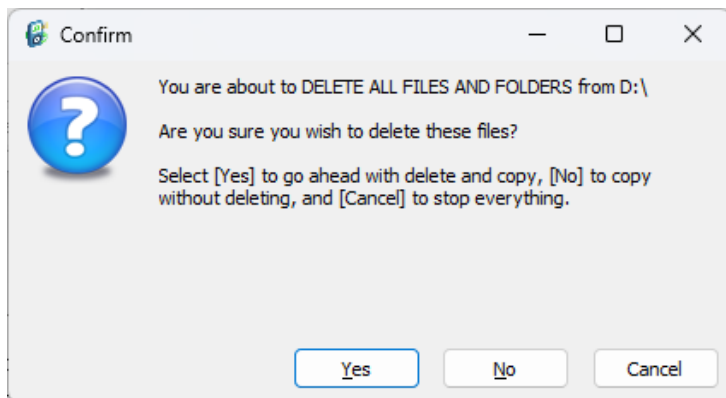 Confirm
You are about to DELETE ALL FILES AND FOLDERS from D:\
Are you sure you wish to delete these files?
Select [Yes] to go ahead with delete and copy, [No] to copy
without deleting, and [Cancel] to stop everything.
Yes
No
Cancel